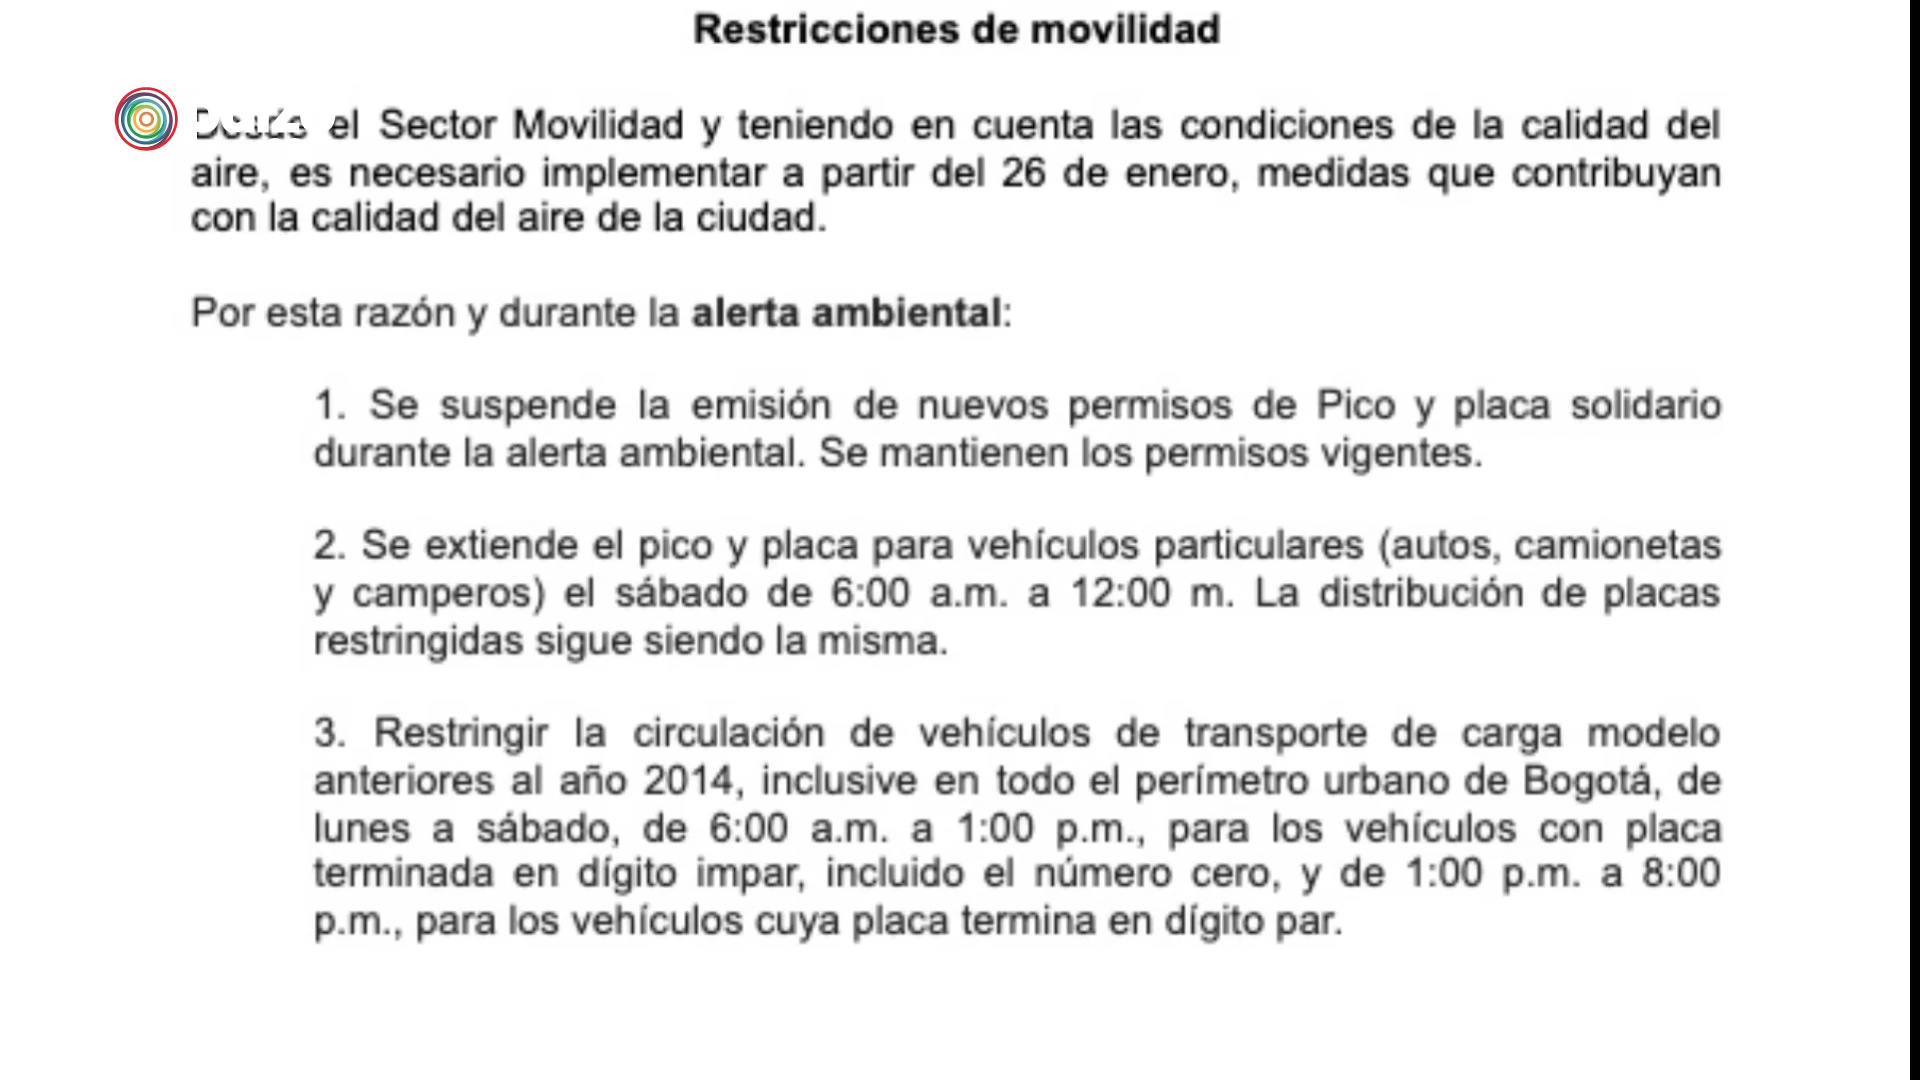 Restricciones de movilidad
Desde el Sector Movilidad y teniendo en cuenta las condiciones de la calidad del
aire, es necesario implementar a partir del 26 de enero, medidas que contribuyan
con la calidad del aire de la ciudad.
Por esta razón y durante la alerta ambiental:
1. Se suspende la emisión de nuevos permisos de Pico y placa solidario
durante la alerta ambiental. Se mantienen los permisos vigentes.
2. Se extiende el pico y placa para vehículos particulares (autos, camionetas
y camperos) el sábado de 6:00 a.m. a 12:00 m. La distribución de placas
restringidas sigue siendo la misma.
3. Restringir la circulación de vehículos de transporte de carga modelo
anteriores al año 2014, inclusive en todo el perímetro urbano de Bogotá, de
lunes a sábado, de 6:00 a.m. a 1:00 p.m., para los vehículos con placa
terminada en dígito impar, incluido el número cero, y de 1:00 p.m. a 8:00
p.m., para los vehículos cuya placa termina en dígito par.